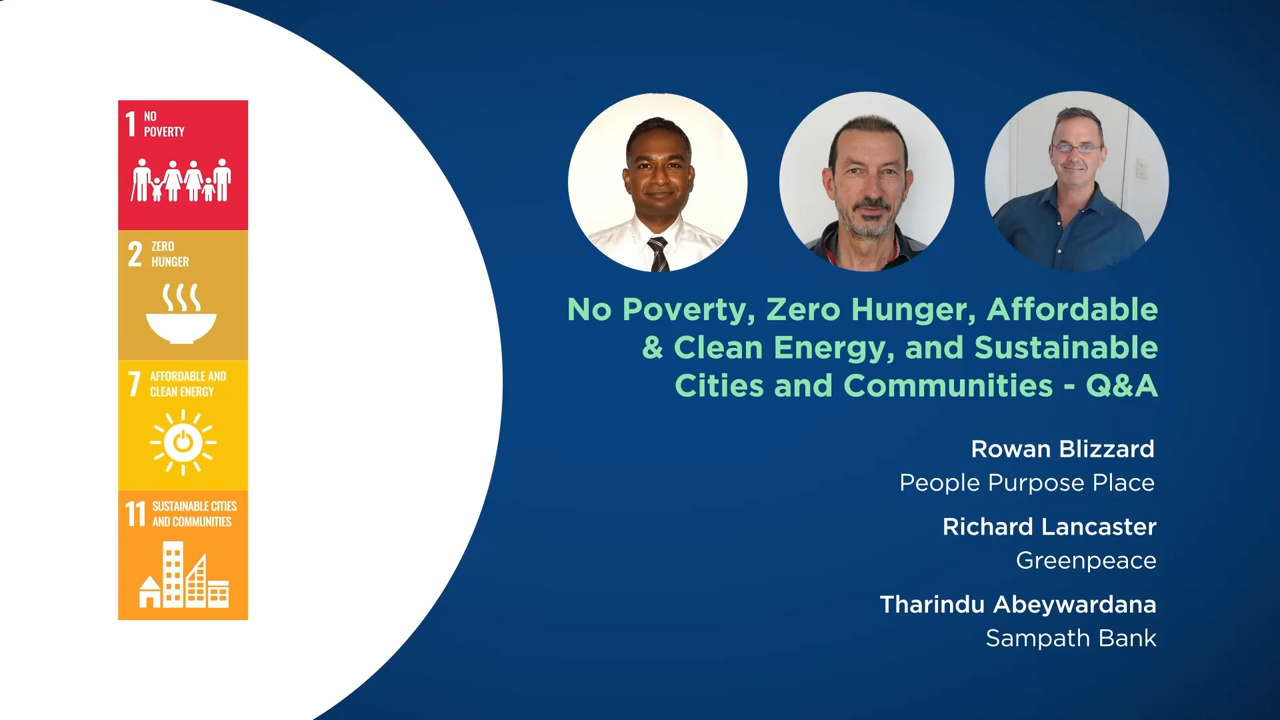 1 NO
POVERTY
2 ZERO
HUNGER
7 AFFORDABLE AND
CLEAN ENERGY
11 SUSTAINABLE CITIES
AND COMMUNITIES
No Poverty, Zero Hunger, Affordable
& Clean Energy, and Sustainable
Cities and Communities - Q&A
Rowan Blizzard
People Purpose Place
Richard Lancaster
Greenpeace
Tharindu Abeywardana
Sampath Bank